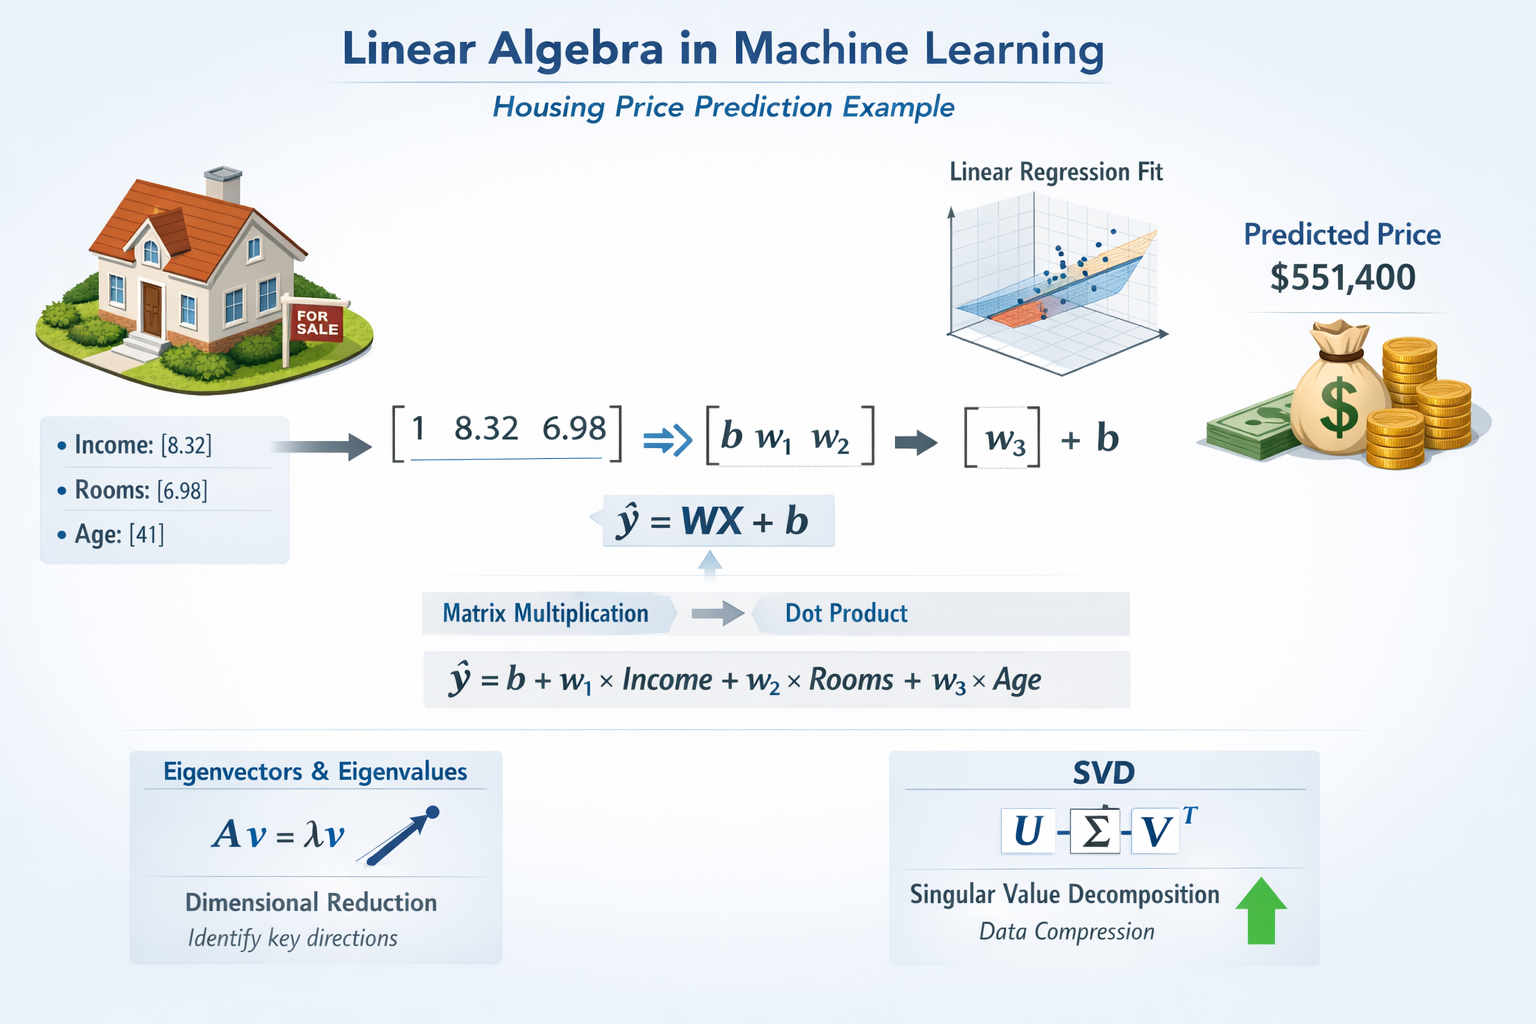 Linear Algebra in Machine Learning
Housing Price Prediction Example
Linear Regression Fit
Predicted Price
$551,400
FOR
SALE
$
• Income: [8.32]
• Rooms: [6.98]
• Age: [41]
[1 8.32 6.98] ⇒ [b w₁ w₂] → [w₃] + b
ŷ = WX + b
Matrix Multiplication → Dot Product
ŷ = b + w₁ × Income + w₂ × Rooms + w₃ × Age
Eigenvectors & Eigenvalues
Av = λv
Dimensional Reduction
Identify key directions
SVD
U - Σ - V ᵀ
Singular Value Decomposition
Data Compression